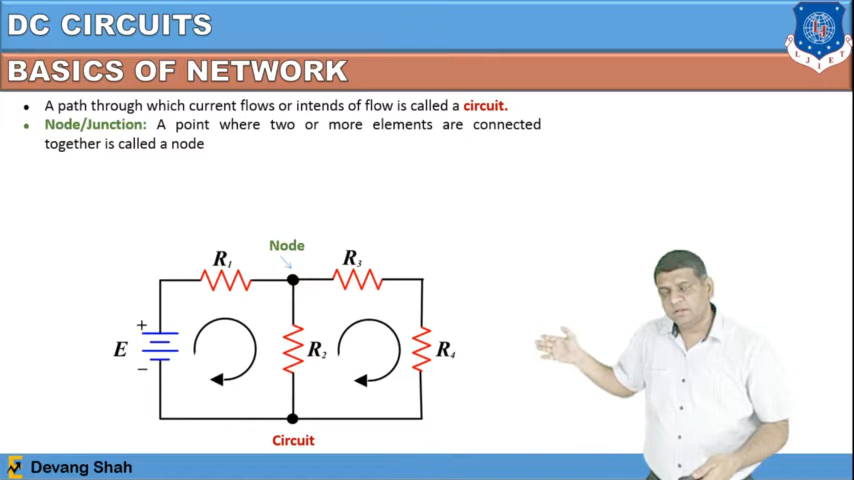 DC CIRCUITS
LJIET
BASICS OF NETWORK
• A path through which current flows or intends of flow is called a circuit.
• Node/Junction: A point where two or more elements are connected
together is called a node
Node
R₁
R₃
+
E
R₂
R₄
−
Circuit
Devang Shah